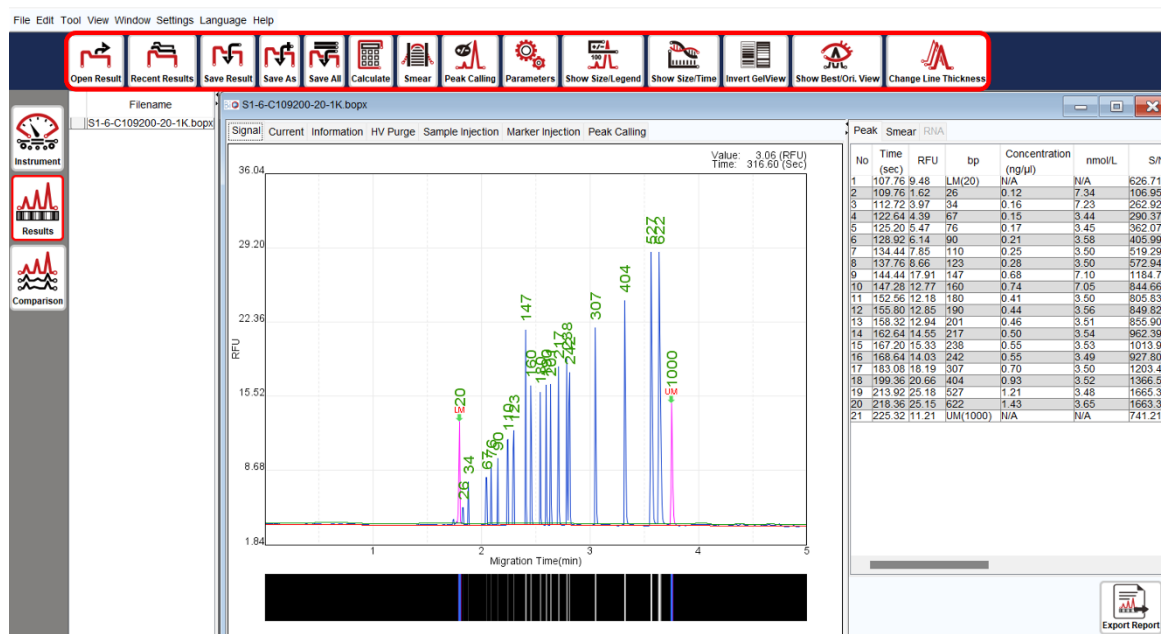 File Edit Tool View Window Settings Language Help
Open Result Recent Results Save Result Save As Save All Calculate Smear Peak Calling Parameters Show Size/Legend Show Size/Time Invert GelView Show Best/Ori. View Change Line Thickness
Filename
S1-6-C109200-20-1K.bopx
Instrument
Results
Comparison
S1-6-C109200-20-1K.bopx
Signal Current Information HV Purge Sample Injection Marker Injection Peak Calling
Value: 3.06 (RFU)
Time: 316.60 (Sec)
36.04
29.20
22.36
15.52
8.68
1.84
RFU
20
LM
26
34
67
76
90
110
123
147
160
180
190
201
217
238
242
307
404
527
622
1000
UM
1 2 3 4 5
Migration Time(min)
Peak Smear RNA
No Time (sec) RFU bp Concentration (ng/µl) nmol/L S/N
1 107.76 9.48 LM(20) N/A N/A 626.71
2 109.76 1.62 26 0.12 7.34 106.95
3 112.72 3.97 34 0.16 7.23 262.92
4 122.64 4.39 67 0.15 3.44 290.37
5 125.20 5.47 76 0.17 3.45 362.07
6 128.92 6.14 90 0.21 3.58 405.99
7 134.44 7.85 110 0.25 3.50 519.29
8 137.76 8.66 123 0.28 3.50 572.94
9 144.44 17.91 147 0.68 7.10 1184.7
10 147.28 12.77 160 0.74 7.05 844.66
11 152.56 12.18 180 0.41 3.50 805.83
12 155.80 12.85 190 0.44 3.56 849.82
13 158.32 12.94 201 0.46 3.51 855.90
14 162.64 14.55 217 0.50 3.54 962.39
15 167.20 15.33 238 0.55 3.53 1013.9
16 168.64 14.03 242 0.55 3.49 927.80
17 183.08 18.19 307 0.70 3.50 1203.4
18 199.36 20.66 404 0.93 3.52 1366.5
19 213.92 25.18 527 1.21 3.48 1665.3
20 218.36 25.15 622 1.43 3.65 1663.3
21 225.32 11.21 UM(1000) N/A N/A 741.21
Export Report